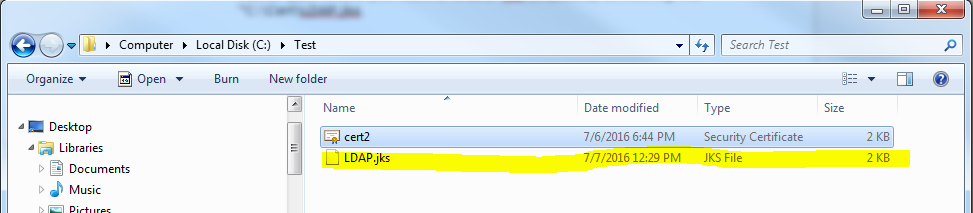 Computer ▸ Local Disk (C:) ▸ Test
Search Test
Organize Open Burn New folder
Name Date modified Type Size
Desktop
Libraries
Documents
Music
Pictures
cert2 7/6/2016 6:44 PM Security Certificate 2 KB
LDAP.jks 7/7/2016 12:29 PM JKS File 2 KB